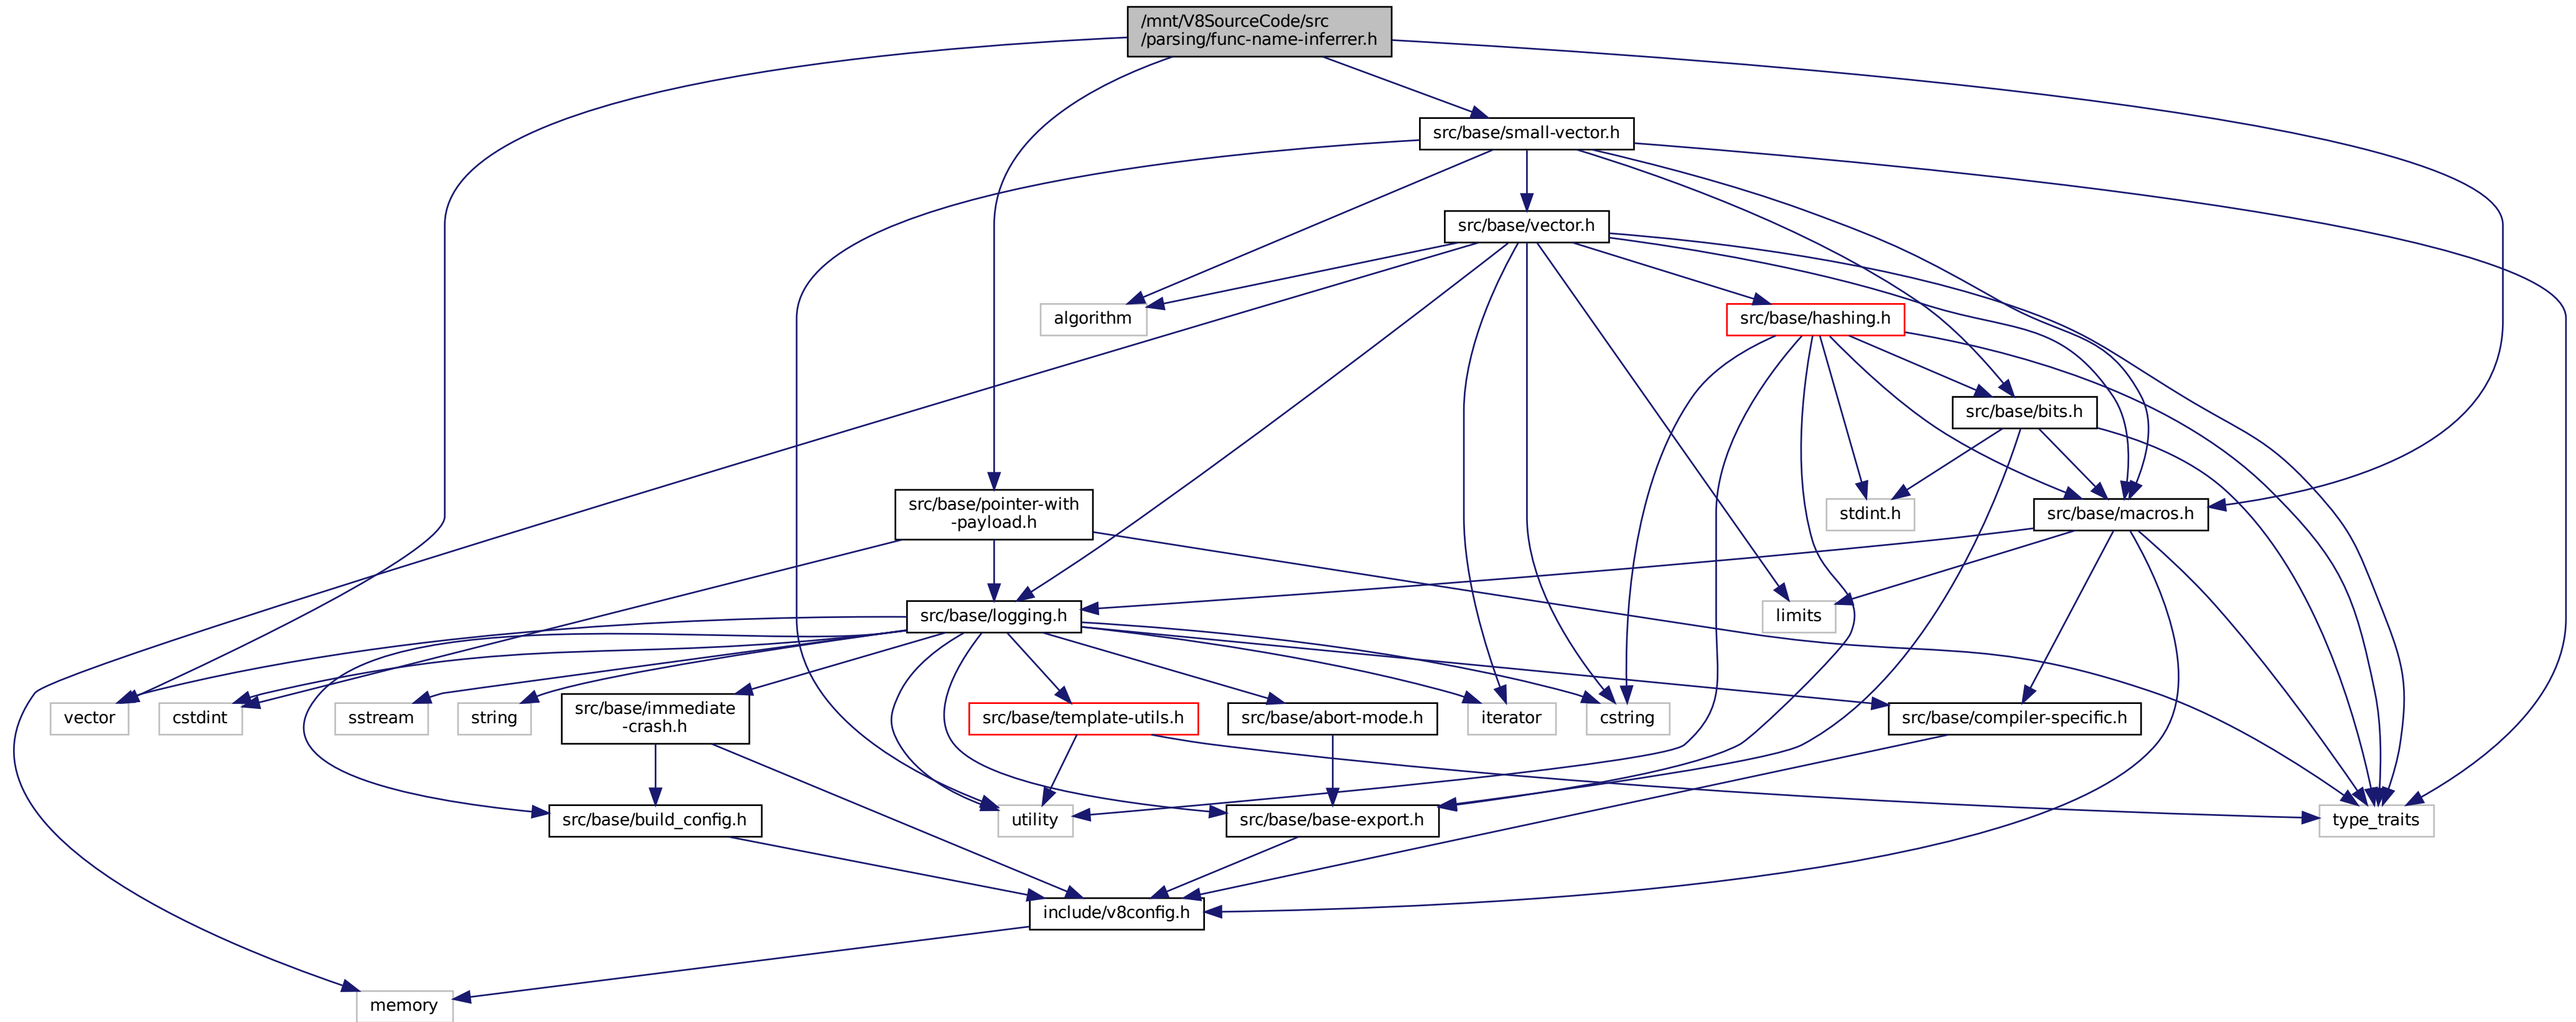 /mnt/V8SourceCode/src
/parsing/func-name-inferrer.h
src/base/small-vector.h
src/base/vector.h
algorithm
src/base/hashing.h
src/base/bits.h
src/base/pointer-with
-payload.h
stdint.h
src/base/macros.h
src/base/logging.h
limits
vector
cstdint
sstream
string
src/base/immediate
-crash.h
src/base/template-utils.h
src/base/abort-mode.h
iterator
cstring
src/base/compiler-specific.h
src/base/build_config.h
utility
src/base/base-export.h
type_traits
include/v8config.h
memory